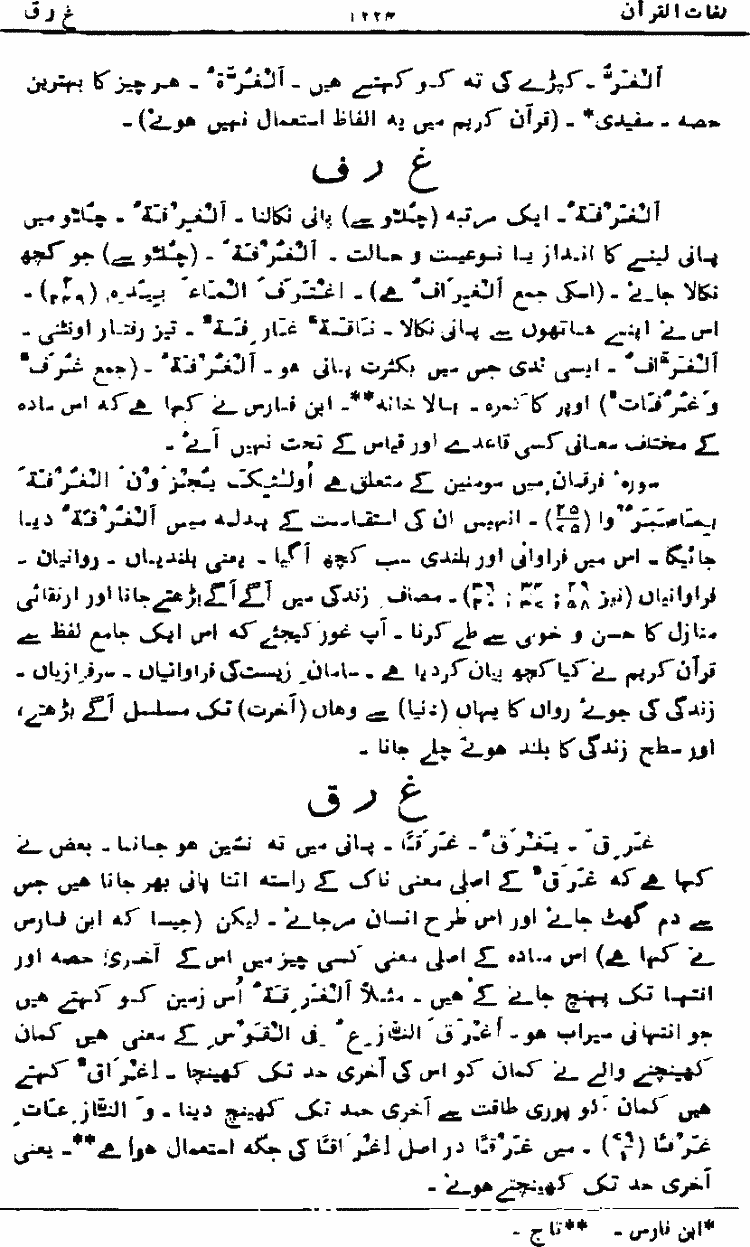 لغات القرآن ۱۲۲۳ غ ر ق
اَلْغَرُّ ۔ کپڑے کی تہ کو کہتے ہیں ۔ اَلْغُرَّۃُ ۔ ہر چیز کا بہترین
حصہ ۔ سفیدی* ۔ (قرآن کریم میں یہ الفاظ استعمال نہیں ہوئے) ۔
غ ر ف
اَلْغَرْفَۃُ ۔ ایک مرتبہ (چُلّو سے) پانی نکالنا ۔ اَلْغِرْفَۃُ ۔ چُلّو میں
پانی لینے کا انداز یا نوعیت و حالت ۔ اَلْغُرْفَۃُ ۔ (چُلّو سے) جو کچھ
نکالا جائے ۔ (اسکی جمع اَلْغِرَافُ ہے) ۔ اغْتَرَفَ الْمَاءَ بِیَدِہٖ (۲/۲۴۹) ۔
اس نے اپنے ہاتھوں سے پانی نکالا ۔ نَاقَۃٌ غَارِفَۃٌ ۔ تیز رفتار اونٹنی ۔
اَلْغَرَّافُ ۔ ایسی ندی جس میں بکثرت پانی ہو ۔ اَلْغُرْفَۃُ ۔ (جمع غُرَفٌ
وَ غُرُفَاتٌ) اوپر کا کمرہ ۔ بالا خانہ** ۔ ابن فارس نے کہا ہے کہ اس مادہ
کے مختلف معانی کسی قاعدے اور قیاس کے تحت نہیں آئے ۔
سورہٴ فرقان میں مومنین کے متعلق ہے اُولٰئِکَ یُجْزَوْنَ الْغُرْفَۃَ
بِمَاصَبَرُوْا (۲۵/۷۵) ۔ انہیں ان کی استقامت کے بدلہ میں اَلْغُرْفَۃُ دیا
جائیگا ۔ اس میں فراوانی اور بلندی سب کچھ آگیا ۔ یعنی بلندیاں ۔ روانیاں ۔
فراوانیاں (نیز ۲۹/۵۸ ; ۳۴/۳۷ ; ۳۹/۲۰) ۔ مصافِ زندگی میں آگے آگے بڑھتے جانا اور ارتقائی
منازل کا حسن و خوبی سے طے کرنا ۔ آپ غور کیجئے کہ اس ایک جامع لفظ سے
قرآن کریم نے کیا کچھ بیان کردیا ہے ۔ سامانِ زیست کی فراوانیاں ۔ سرفرازیاں ۔
زندگی کی جوئے رواں کا یہاں (دنیا) سے وہاں (آخرت) تک مسلسل آگے بڑھتے،
اور سطح زندگی کا بلند ہوتے چلے جانا ۔
غ ر ق
غَرِقَ ۔ یَغْرَقُ ۔ غَرَقًا ۔ پانی میں تہ نشین ہو جانا ۔ بعض نے
کہا ہے کہ غَرَقٌ کے اصلی معنی ناک کے راستہ اتنا پانی بھر جانا ہیں جس
سے دم گھٹ جائے اور اس طرح انسان مرجائے ۔ لیکن (جیسا کہ ابن فارس
نے کہا ہے) اس مادہ کے اصلی معنی کسی چیز میں اس کے آخری حصہ اور
انتہا تک پہنچ جانے کے ہیں ۔ مثلاً اَلْغَرِقَۃُ اُس زمین کو کہتے ہیں
جو انتہائی سیراب ہو ۔ اَغْرَقَ النَّازِعُ فِی الْقَوْسِ کے معنی ہیں کمان
کھینچنے والے نے کمان کو اس کی آخری حد تک کھینچا ۔ اِغْرَاقٌ کہتے
ہیں کمان کو پوری طاقت سے آخری حد تک کھینچ دینا ۔ وَ النَّازِعَاتِ
غَرْقًا (۷۹/۱) ۔ میں غَرْقًا در اصل اِغْرَاقًا کی جگہ استعمال ہوا ہے** ۔ یعنی
آخری حد تک کھینچتے ہوئے ۔
*ابن فارس ۔ **تاج ۔